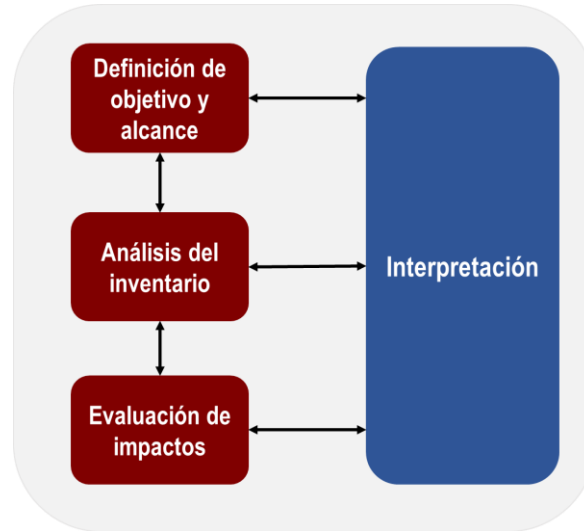 Definición de
objetivo y
alcance
Análisis del
inventario
Interpretación
Evaluación de
impactos